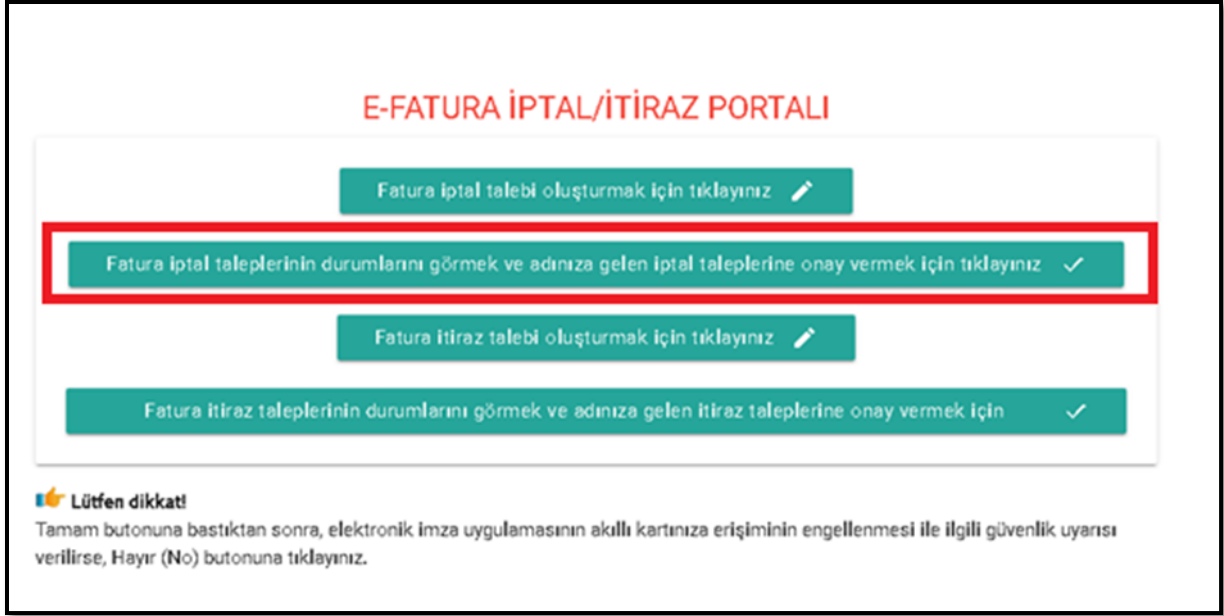 E-FATURA İPTAL/İTİRAZ PORTALI
Fatura iptal talebi oluşturmak için tıklayınız
Fatura iptal taleplerinin durumlarını görmek ve adınıza gelen iptal taleplerine onay vermek için tıklayınız
Fatura itiraz talebi oluşturmak için tıklayınız
Fatura itiraz taleplerinin durumlarını görmek ve adınıza gelen itiraz taleplerine onay vermek için
Lütfen dikkat!
Tamam butonuna bastıktan sonra, elektronik imza uygulamasının akıllı kartınıza erişiminin engellenmesi ile ilgili güvenlik uyarısı
verilirse, Hayır (No) butonuna tıklayınız.